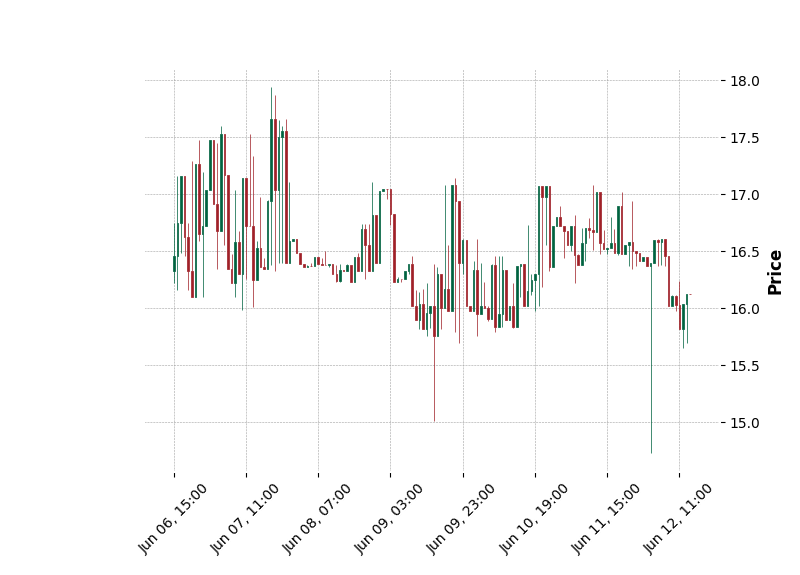 18.0
17.5
17.0
16.5
16.0
15.5
15.0
Price
Jun 06, 15:00
Jun 07, 11:00
Jun 08, 07:00
Jun 09, 03:00
Jun 09, 23:00
Jun 10, 19:00
Jun 11, 15:00
Jun 12, 11:00